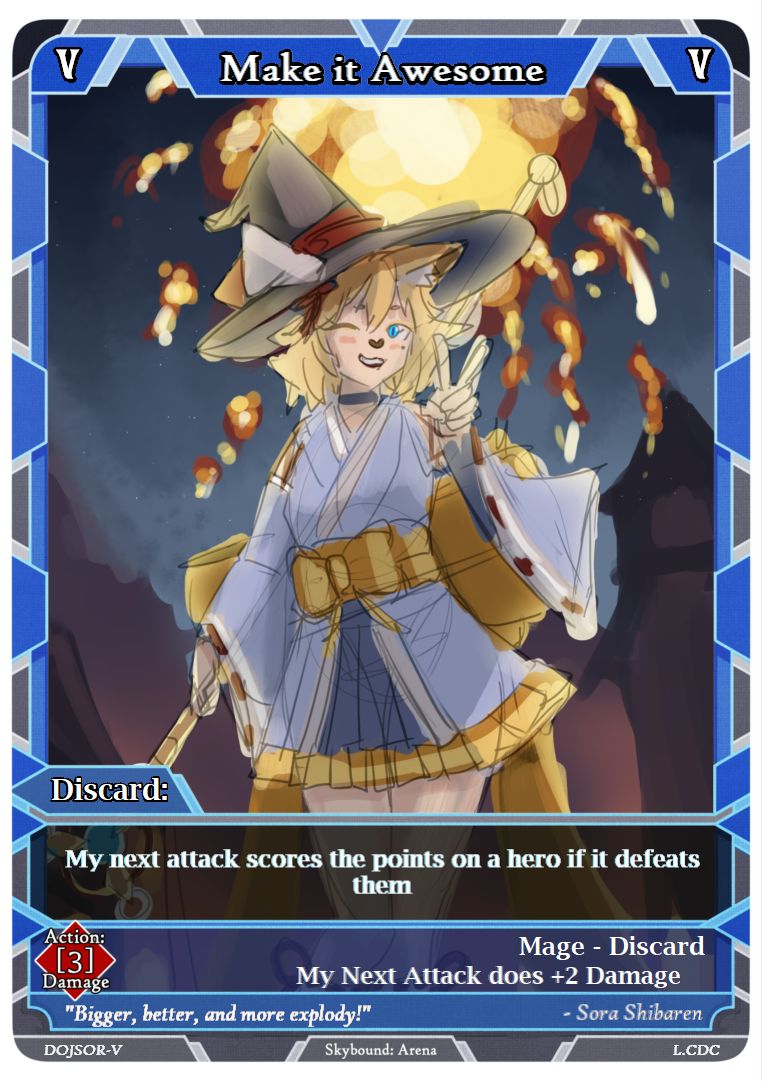 V Make it Awesome V
Discard:
My next attack scores the points on a hero if it defeats
them
Action:
[3]
Damage
Mage - Discard
My Next Attack does +2 Damage
"Bigger, better, and more explody!" - Sora Shibaren
DOJSOR-V Skybound: Arena L.CDC